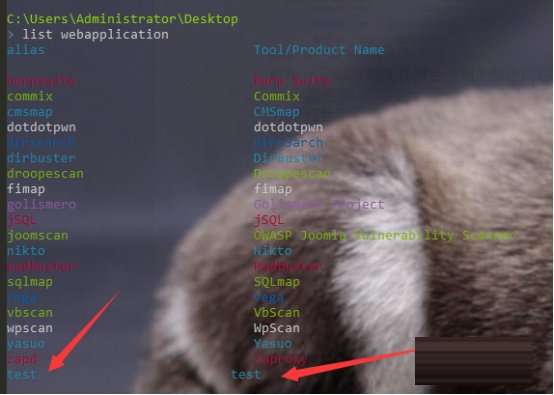 C:\Users\Administrator\Desktop
> list webapplication
alias Tool/Product Name
burpsuite Burp Suite
commix Commix
cmsmap CMSmap
dotdotpwn dotdotpwn
dirsearch dirsearch
dirbuster DirBuster
droopescan Droopescan
fimap fimap
golismero Golismero Project
jSQL jSQL
joomscan OWASP Joomla Vulnerability Scanner
nikto Nikto
padbuster Padbuster
sqlmap SQLmap
vega Vega
vbscan VbScan
wpscan WpScan
yasuo Yasuo
zapd Zaproxy
test test